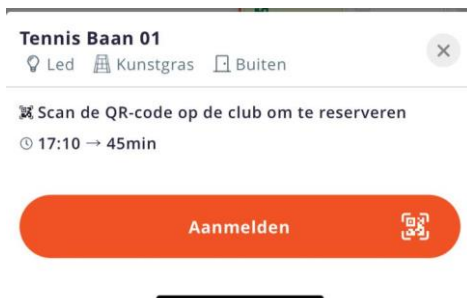 Tennis Baan 01
Led Kunstgras Buiten
Scan de QR-code op de club om te reserveren
17:10 → 45min
Aanmelden